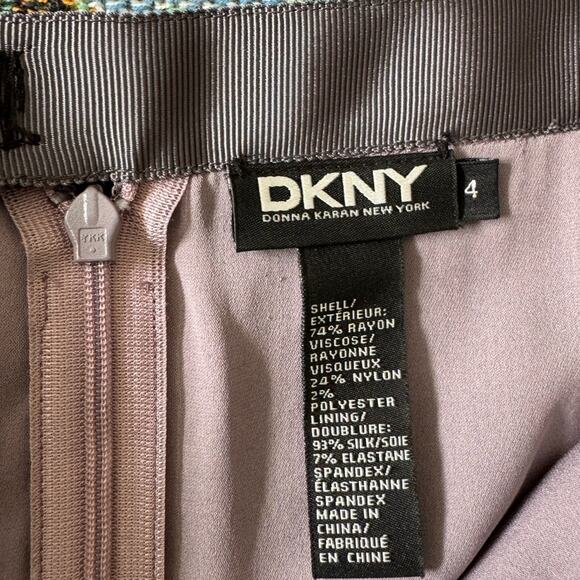 YKK
DKNY
DONNA KARAN NEW YORK
4
SHELL/
EXTÉRIEUR:
74% RAYON
VISCOSE/
RAYONNE
VISQUEUX
24% NYLON
2%
POLYESTER
LINING/
DOUBLURE:
93% SILK/SOIE
7% ELASTANE
SPANDEX/
ÉLASTHANNE
SPANDEX
MADE IN
CHINA/
FABRIQUÉ
EN CHINE